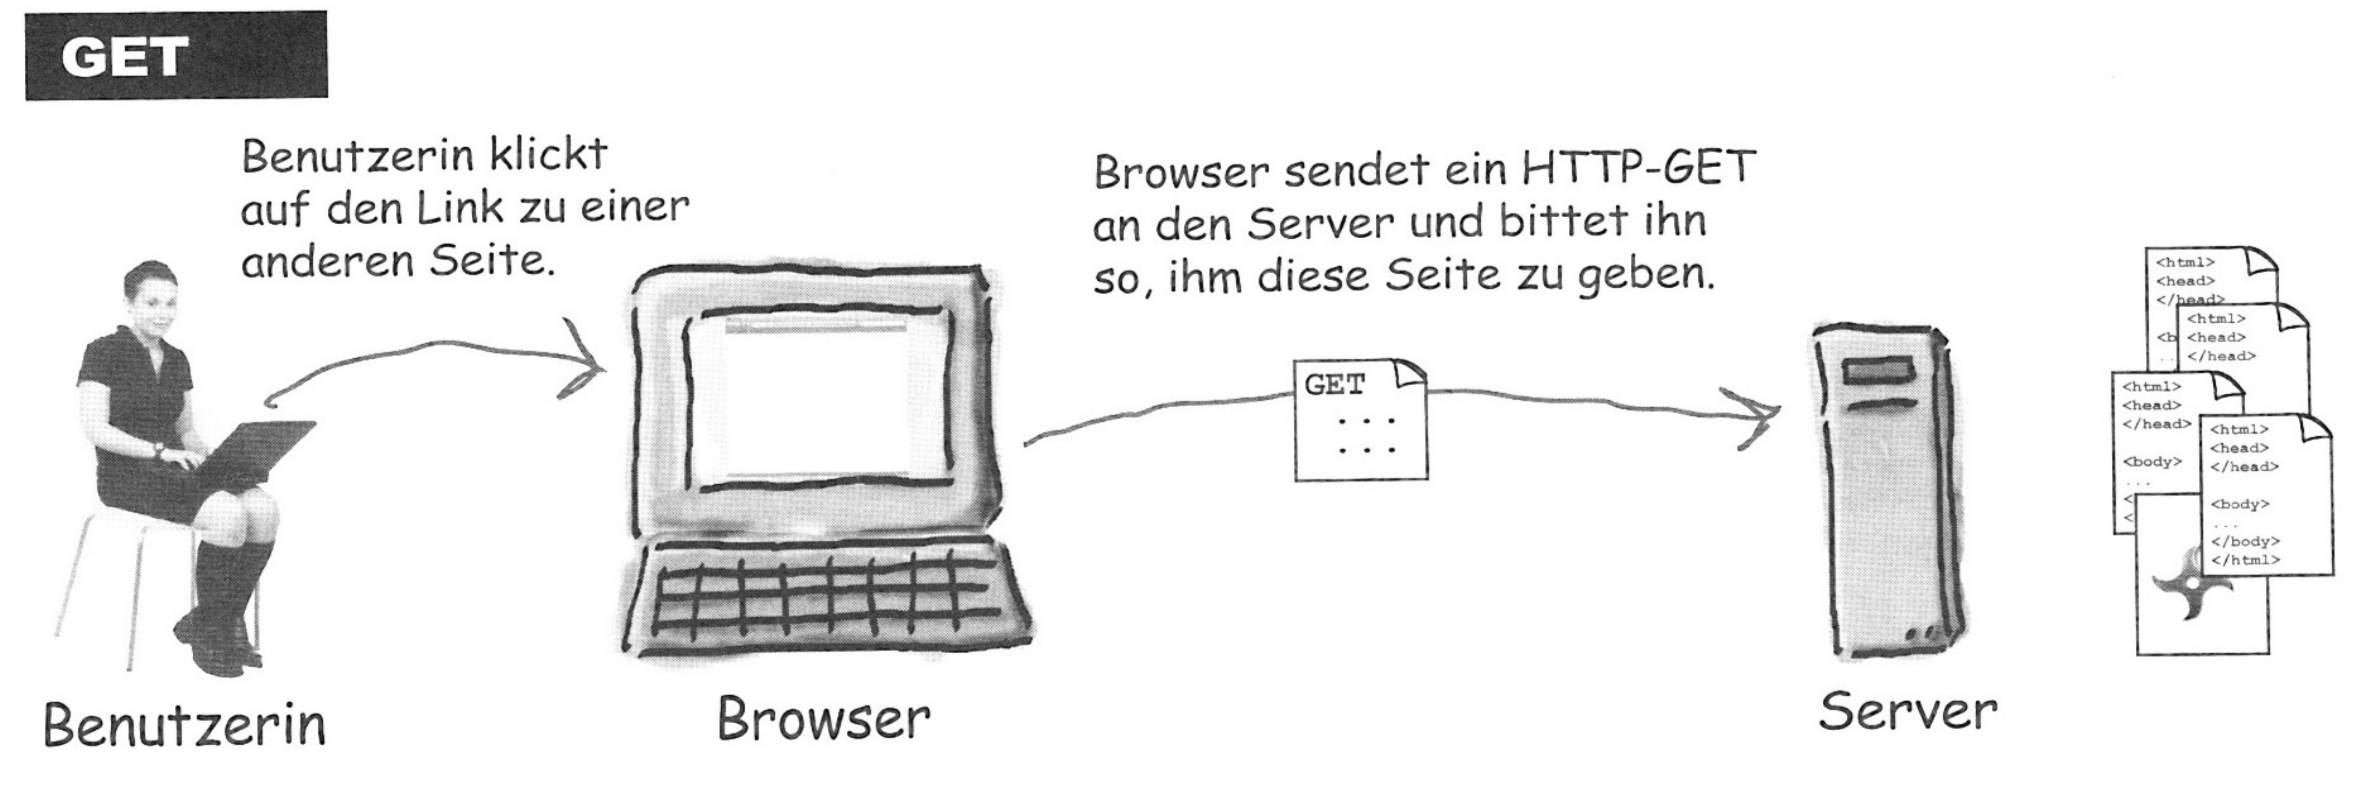 GET
Benutzerin klickt
auf den Link zu einer
anderen Seite.
Browser sendet ein HTTP-GET
an den Server und bittet ihn
so, ihm diese Seite zu geben.
GET
. . .
. . .
<html>
<head>
</head>
<b
. .
<html>
<head>
</head>
<html>
<head>
</head>
<body>
...
<
<
<html>
<head>
</head>
<body>
...
</body>
</html>
Benutzerin
Browser
Server